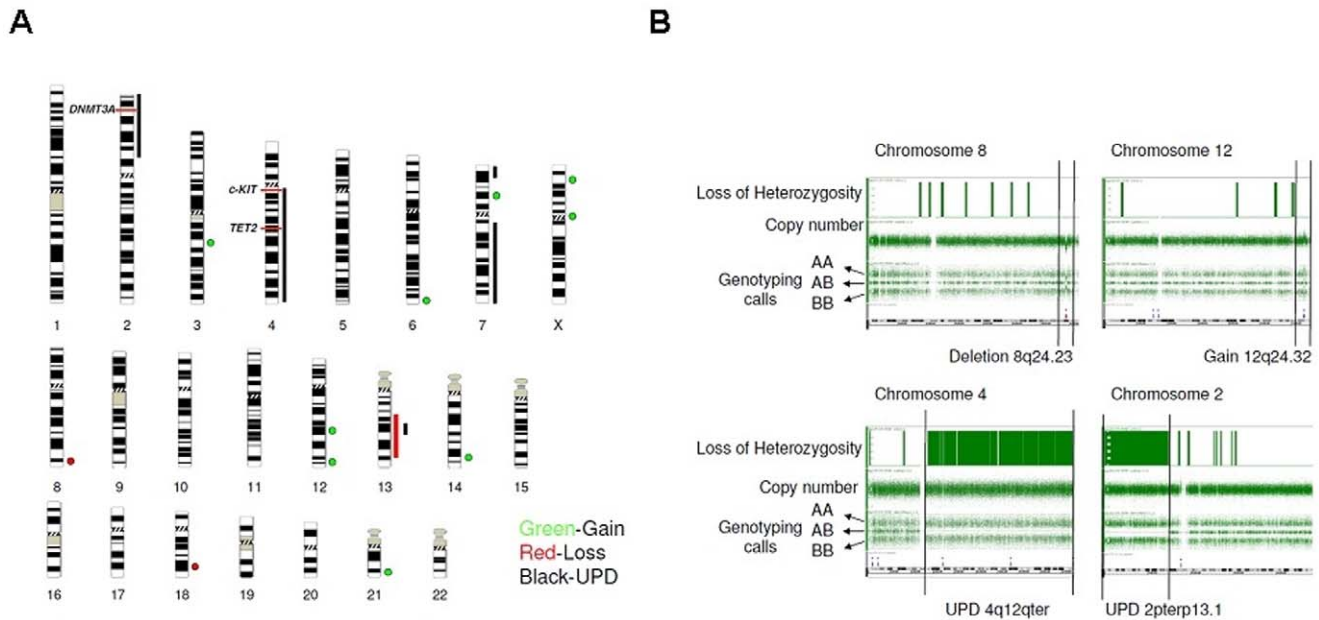 A
B
DNMT3A
c-KIT
TET2
1 2 3 4 5 6 7 X
8 9 10 11 12 13 14 15
16 17 18 19 20 21 22
Green-Gain
Red-Loss
Black-UPD
Chromosome 8
Chromosome 12
Loss of Heterozygosity
Copy number
Genotyping calls
AA
AB
BB
Deletion 8q24.23
Gain 12q24.32
Chromosome 4
Chromosome 2
Loss of Heterozygosity
Copy number
Genotyping calls
AA
AB
BB
UPD 4q12qter
UPD 2pterp13.1